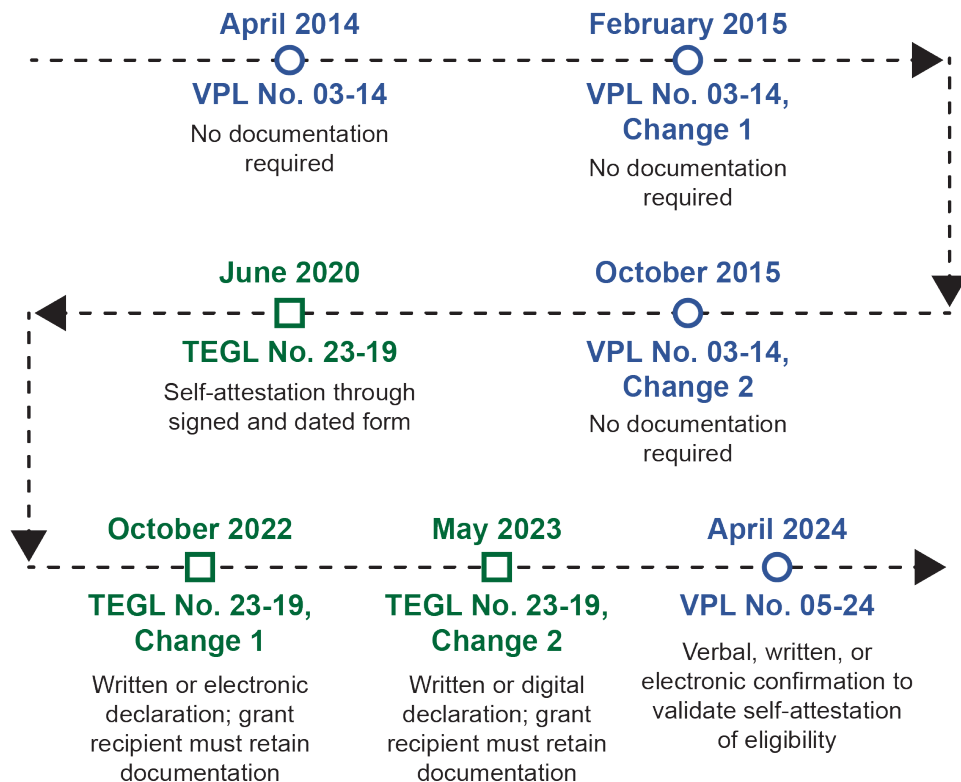 April 2014
VPL No. 03-14
No documentation
required
February 2015
VPL No. 03-14,
Change 1
No documentation
required
October 2015
VPL No. 03-14,
Change 2
No documentation
required
June 2020
TEGL No. 23-19
Self-attestation through
signed and dated form
October 2022
TEGL No. 23-19,
Change 1
Written or electronic
declaration; grant
recipient must retain
documentation
May 2023
TEGL No. 23-19,
Change 2
Written or digital
declaration; grant
recipient must retain
documentation
April 2024
VPL No. 05-24
Verbal, written, or
electronic confirmation to
validate self-attestation
of eligibility